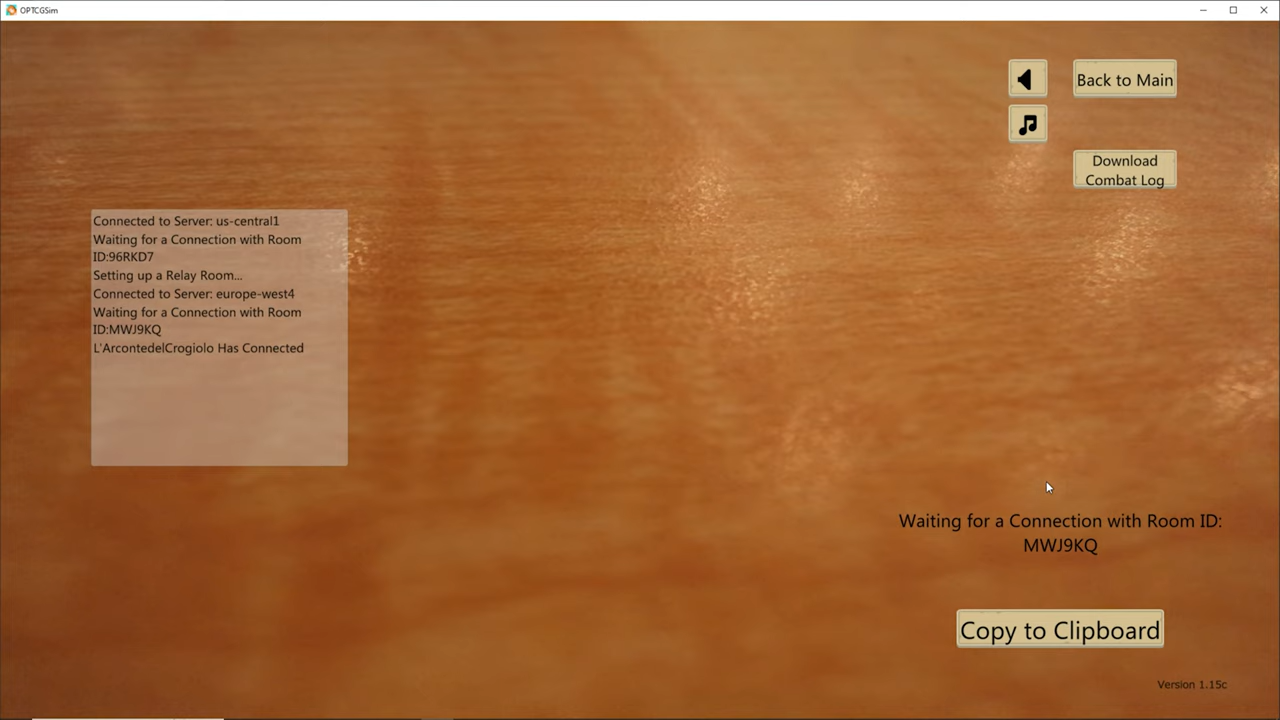 OPTCGSim
Back to Main
Download
Combat Log
Connected to Server: us-central1
Waiting for a Connection with Room
ID:96RKD7
Setting up a Relay Room...
Connected to Server: europe-west4
Waiting for a Connection with Room
ID:MWJ9KQ
L'ArcontedelCrogiolo Has Connected
Waiting for a Connection with Room ID:
MWJ9KQ
Copy to Clipboard
Version 1.15c